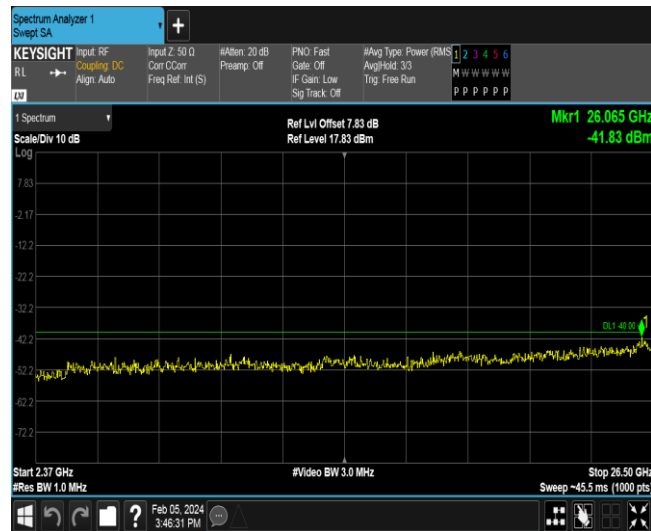 Spectrum Analyzer 1
Swept SA
KEYSIGHT
RL
LXI
Input: RF
Coupling: DC
Align: Auto
Input Z: 50 Ω
Corr CCorr
Freq Ref: Int (S)
#Atten: 20 dB
Preamp: Off
PNO: Fast
Gate: Off
IF Gain: Low
Sig Track: Off
#Avg Type: Power (RMS
Avg|Hold: 3/3
Trig: Free Run
1 2 3 4 5 6
M W W W W W
P P P P P P
1 Spectrum
Scale/Div 10 dB
Log
Ref Lvl Offset 7.83 dB
Ref Level 17.83 dBm
Mkr1 26.065 GHz
-41.83 dBm
7.83
-2.17
-12.2
-22.2
-32.2
-42.2
-52.2
-62.2
-72.2
DL1 -40.00
1
Start 2.37 GHz
#Res BW 1.0 MHz
#Video BW 3.0 MHz
Stop 26.50 GHz
Sweep ~45.5 ms (1000 pts)
?
Feb 05, 2024
3:46:31 PM